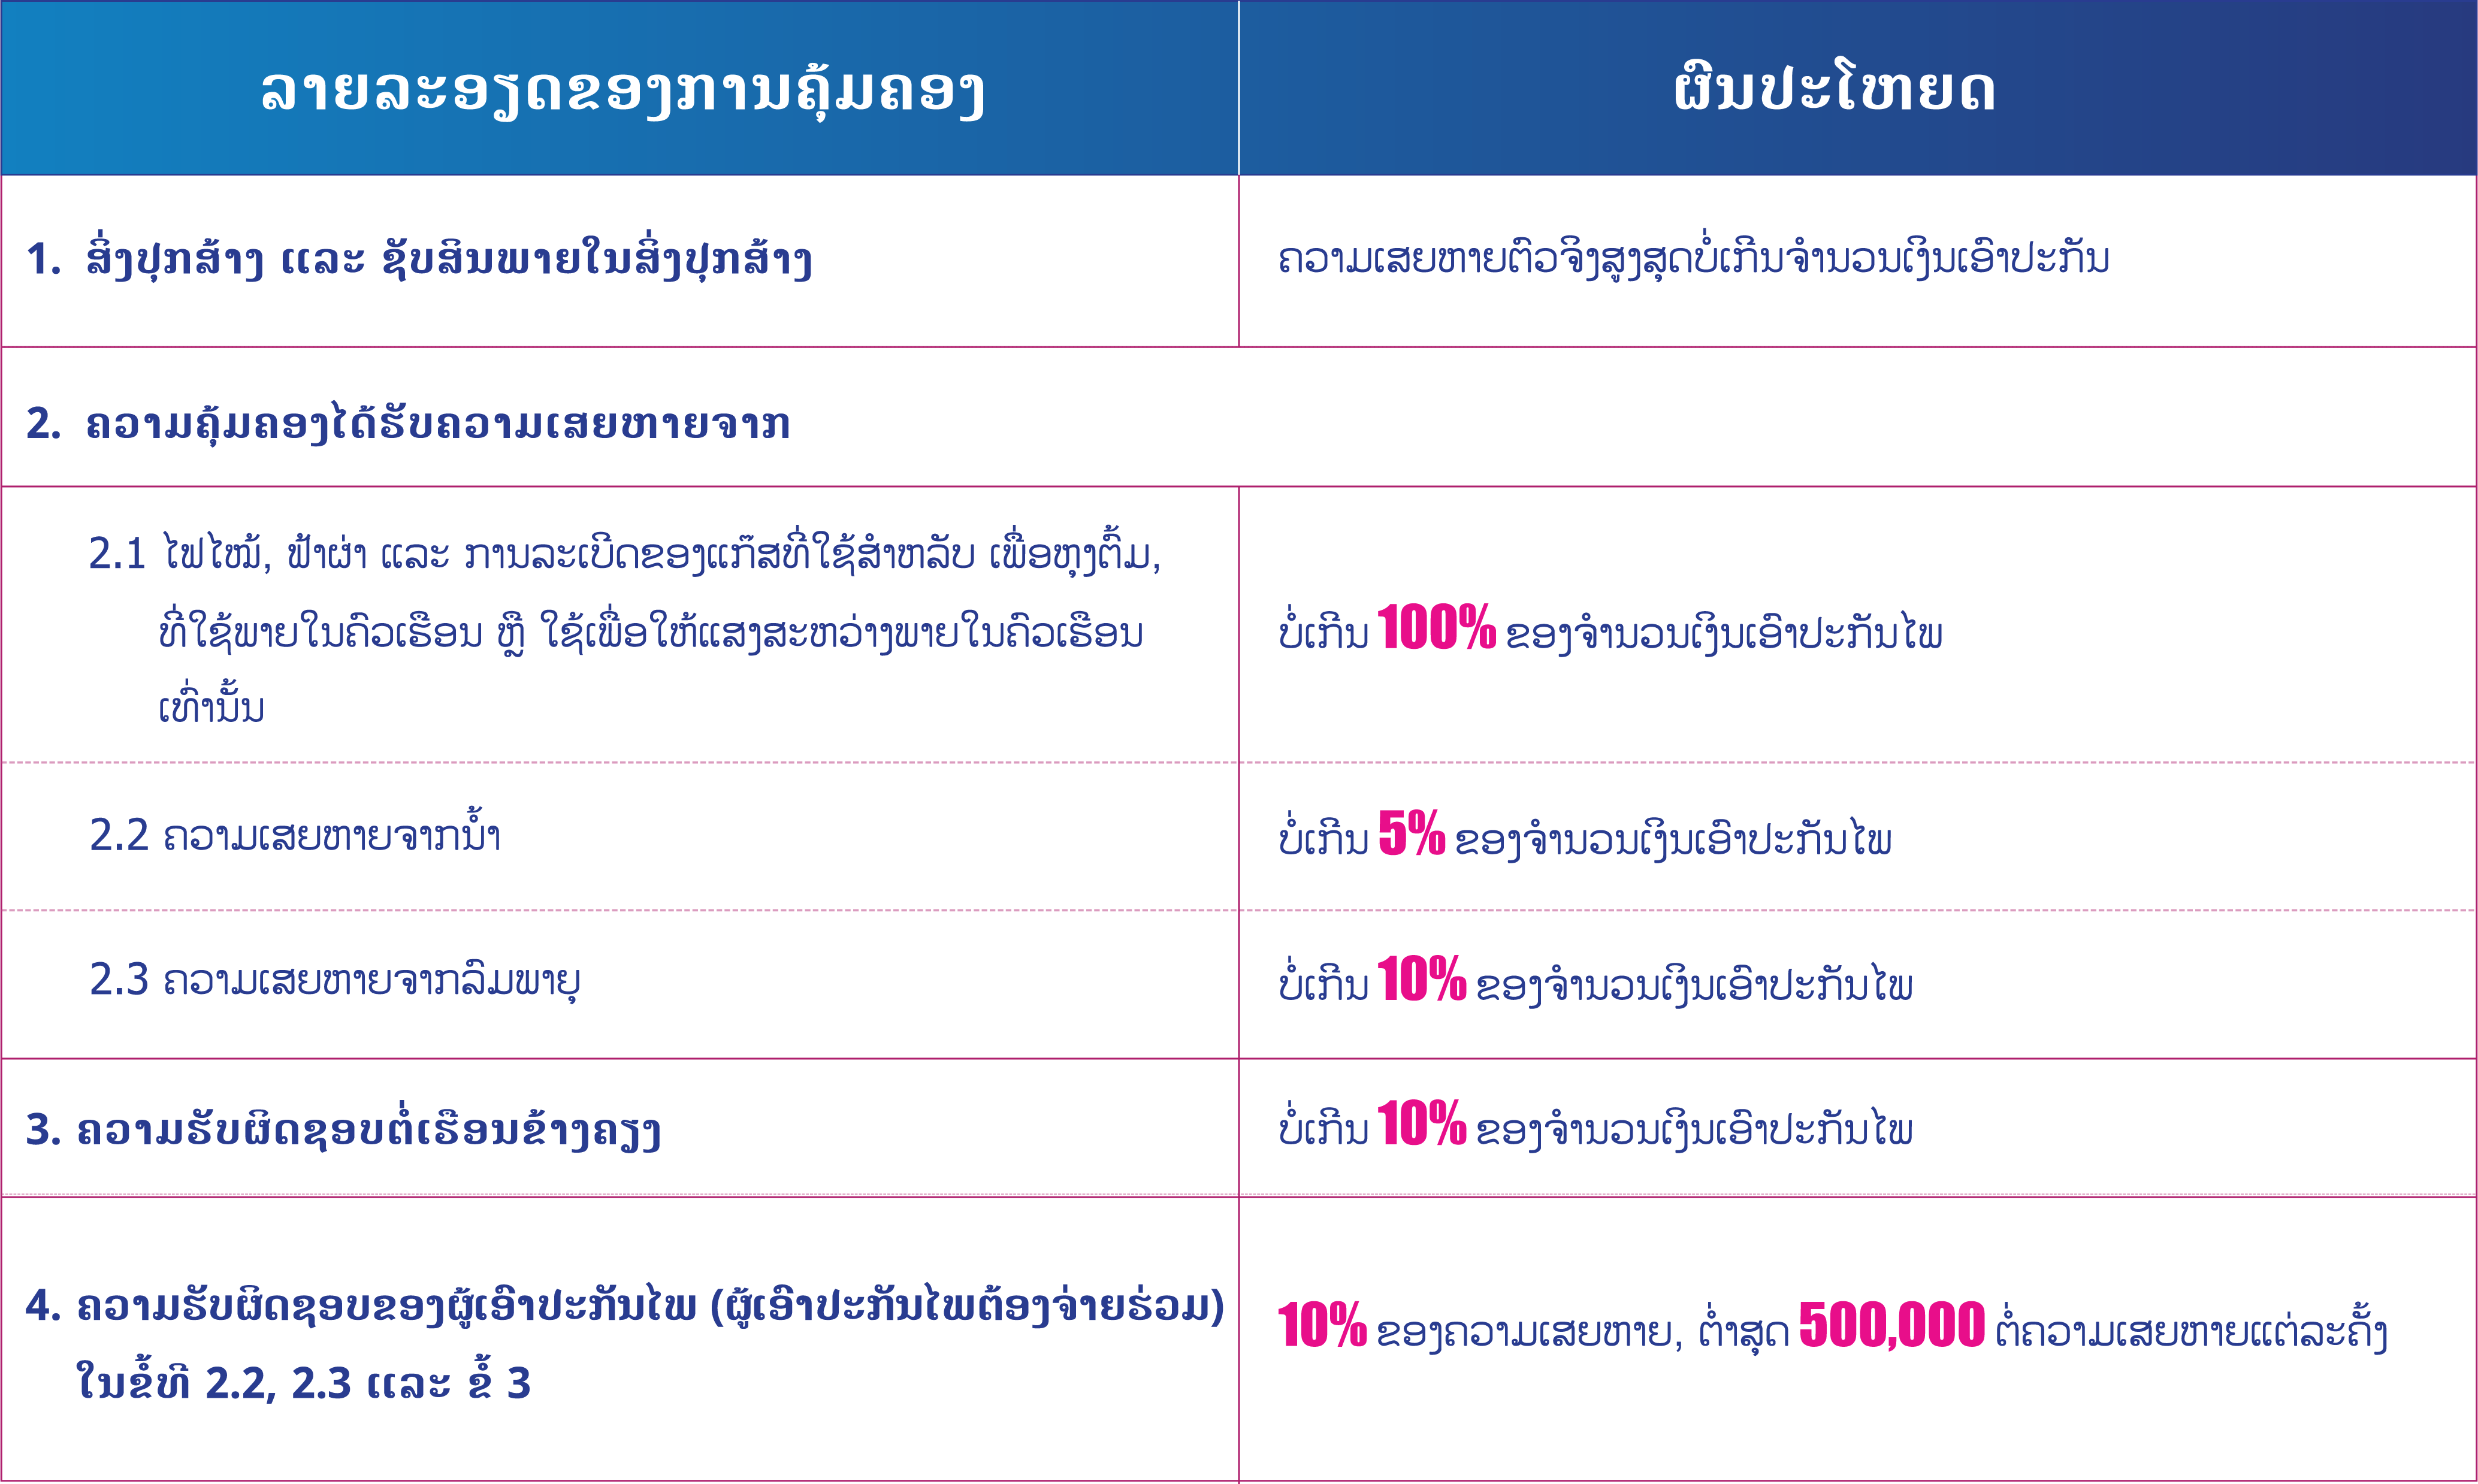 ລາຍລະອຽດຂອງການຄຸ້ມຄອງ
ຜົນປະໂຫຍດ
1. ສິ່ງປຸກສ້າງ ແລະ ຊັບສິນພາຍໃນສິ່ງປຸກສ້າງ
ຄວາມເສຍຫາຍຕົວຈິງສູງສຸດບໍ່ເກີນຈຳນວນເງິນເອົາປະກັນ
2. ຄວາມຄຸ້ມຄອງໄດ້ຮັບຄວາມເສຍຫາຍຈາກ
2.1 ໄຟໄໝ້, ຟ້າຜ່າ ແລະ ການລະເບີດຂອງແກ໊ສທີ່ໃຊ້ສຳຫລັບ ເພື່ອຫຸງຕົ້ມ,
ທີ່ໃຊ້ພາຍໃນຄົວເຮືອນ ຫຼື ໃຊ້ເພື່ອໃຫ້ແສງສະຫວ່າງພາຍໃນຄົວເຮືອນ
ເທົ່ານັ້ນ
ບໍ່ເກີນ 100% ຂອງຈຳນວນເງິນເອົາປະກັນໄພ
2.2 ຄວາມເສຍຫາຍຈາກນ້ຳ
ບໍ່ເກີນ 5% ຂອງຈຳນວນເງິນເອົາປະກັນໄພ
2.3 ຄວາມເສຍຫາຍຈາກລົມພາຍຸ
ບໍ່ເກີນ 10% ຂອງຈຳນວນເງິນເອົາປະກັນໄພ
3. ຄວາມຮັບຜິດຊອບຕໍ່ເຮືອນຂ້າງຄຽງ
ບໍ່ເກີນ 10% ຂອງຈຳນວນເງິນເອົາປະກັນໄພ
4. ຄວາມຮັບຜິດຊອບຂອງຜູ້ເອົາປະກັນໄພ (ຜູ້ເອົາປະກັນໄພຕ້ອງຈ່າຍຮ່ວມ)
ໃນຂໍ້ທີ 2.2, 2.3 ແລະ ຂໍ້ 3
10% ຂອງຄວາມເສຍຫາຍ, ຕ່ຳສຸດ 500,000 ຕໍ່ຄວາມເສຍຫາຍແຕ່ລະຄັ້ງ